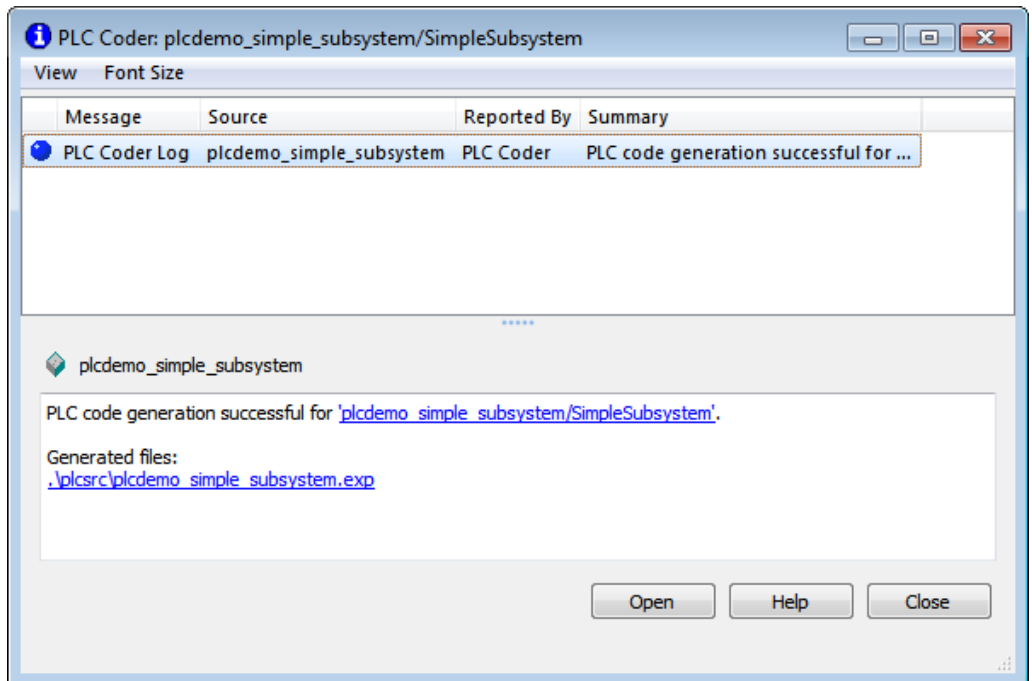 PLC Coder: plcdemo_simple_subsystem/SimpleSubsystem
View Font Size
Message Source Reported By Summary
PLC Coder Log plcdemo_simple_subsystem PLC Coder PLC code generation successful for ...
plcdemo_simple_subsystem
PLC code generation successful for 'plcdemo_simple_subsystem/SimpleSubsystem'.
Generated files:
.\plcsrc\plcdemo_simple_subsystem.exp
Open Help Close